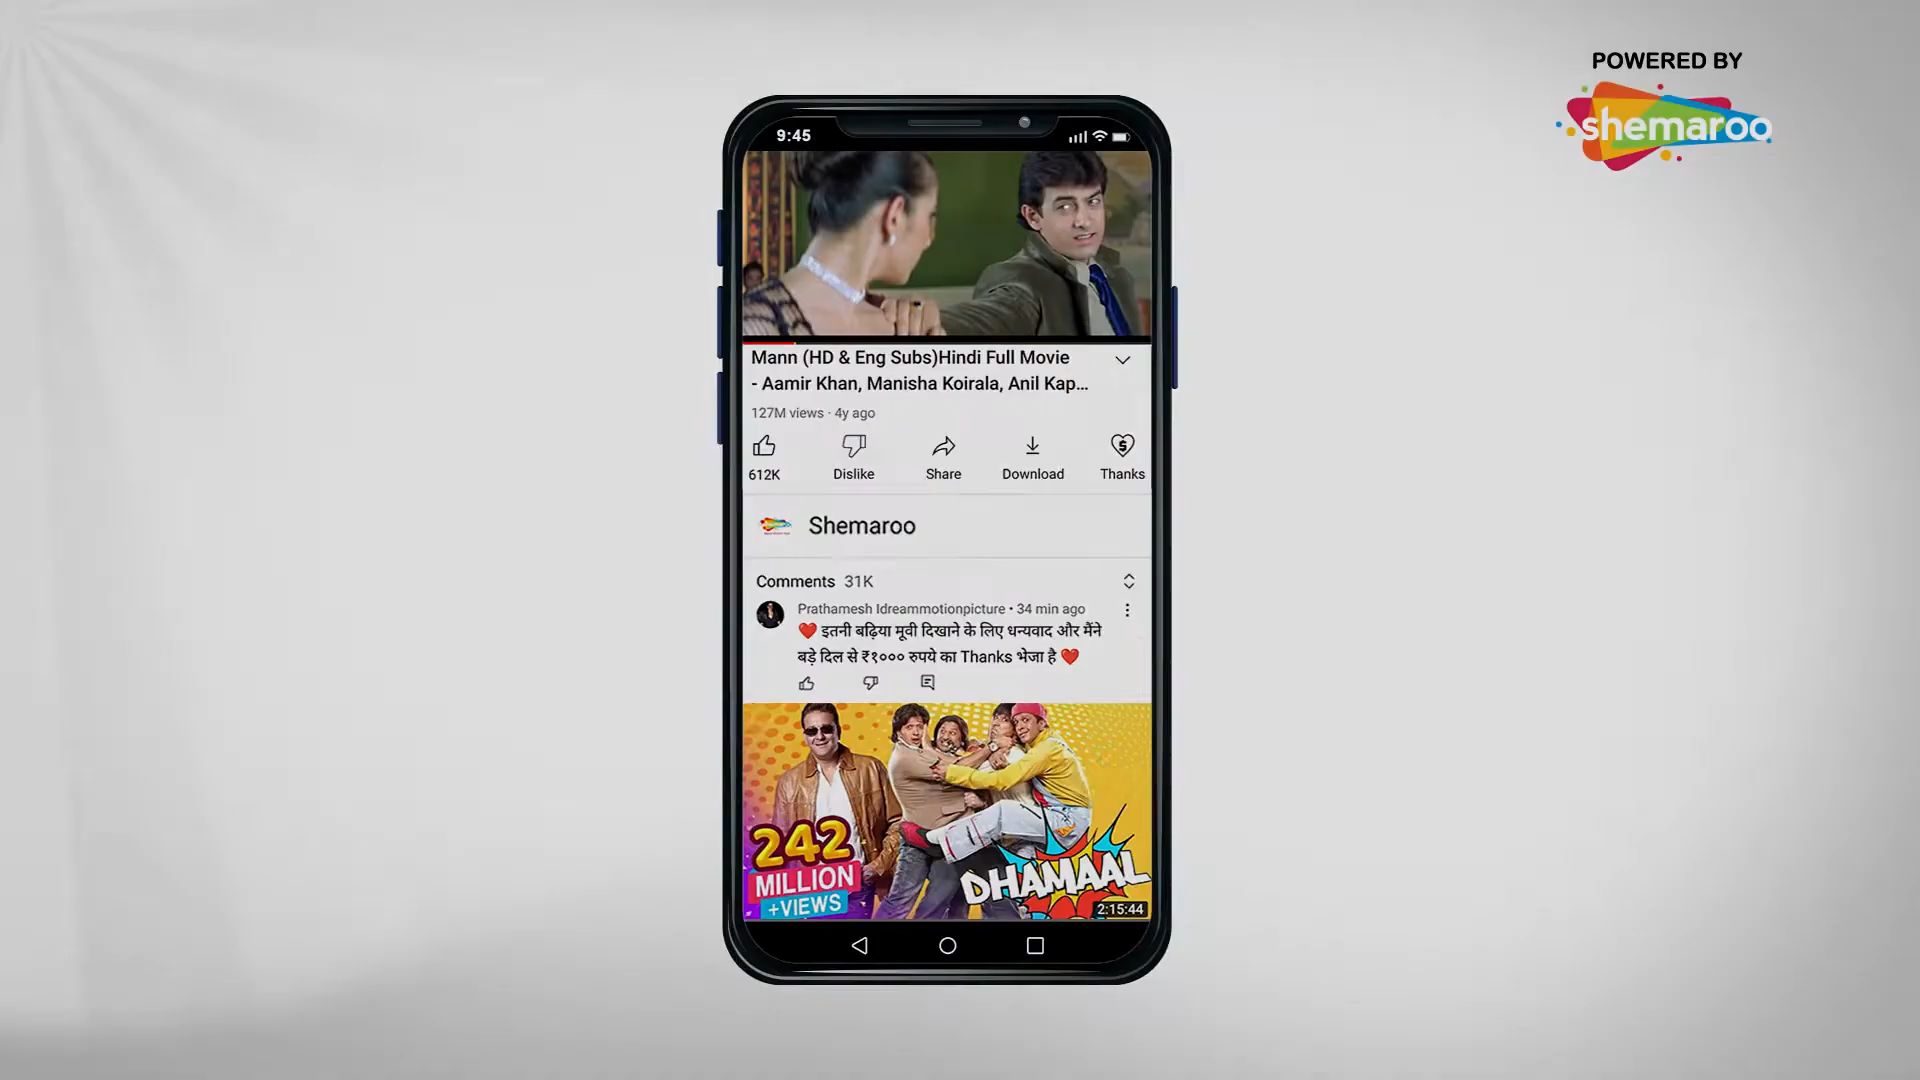 POWERED BY
shemaroo
9:45
Mann (HD & Eng Subs)Hindi Full Movie
- Aamir Khan, Manisha Koirala, Anil Kap...
127M views · 4y ago
612K Dislike Share Download Thanks
Shemaroo
Comments 31K
Prathamesh Idreammotionpicture • 34 min ago
❤️ इतनी बढ़िया मूवी दिखाने के लिए धन्यवाद और मैंने
बड़े दिल से ₹१००० रुपये का Thanks भेजा है ❤️
242
MILLION
+VIEWS
DHAMAAL
2:15:44